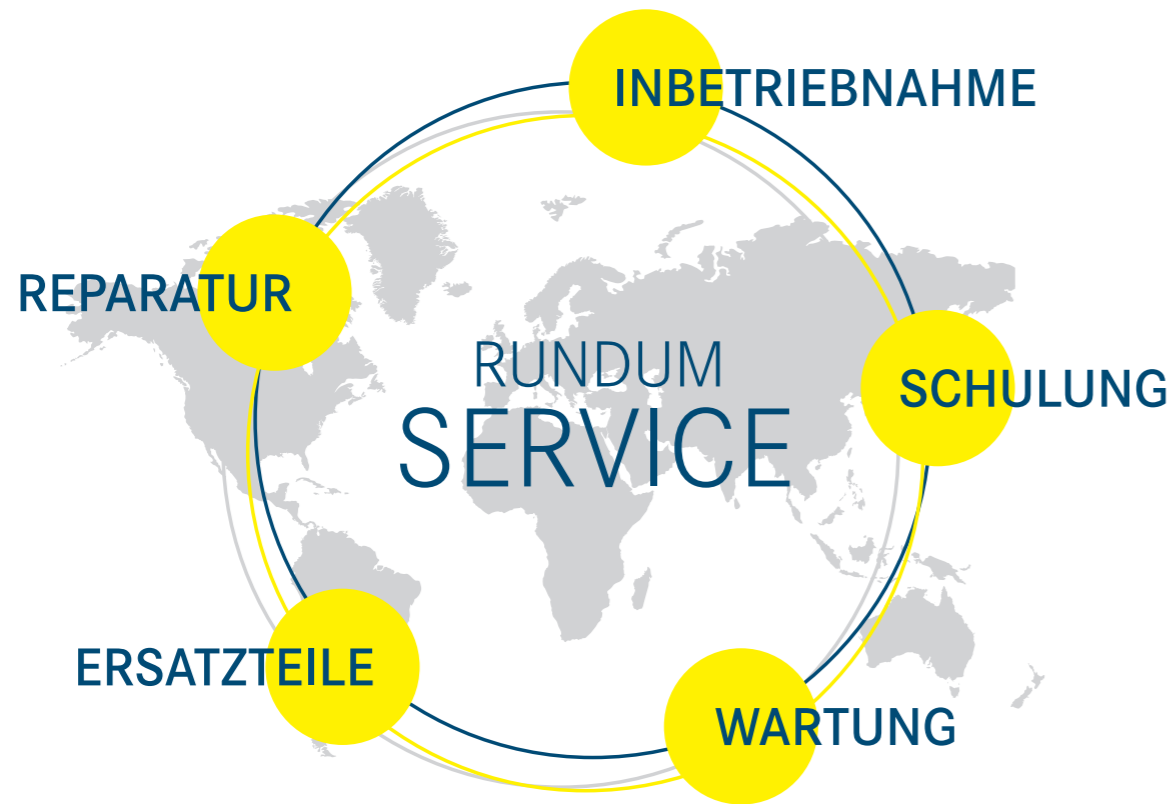 INBETRIEBNAHME
REPARATUR
RUNDUM
SERVICE
SCHULUNG
ERSATZTEILE
WARTUNG